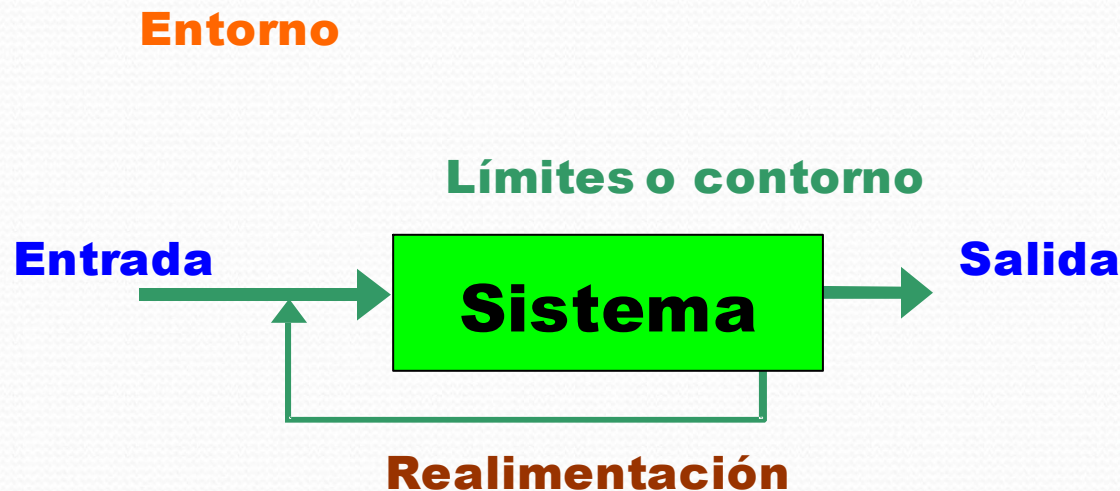 Entorno
Límites o contorno
Entrada
Sistema
Salida
Realimentación